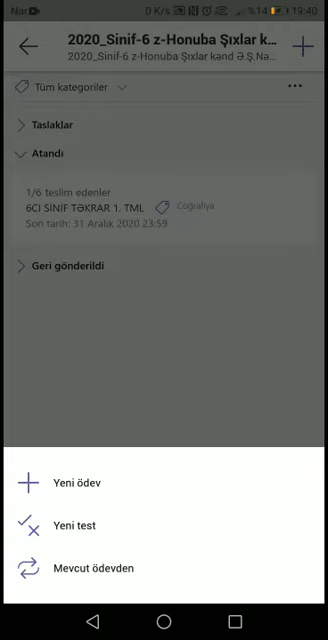 Nar
0 K/s %14 19:40
2020_Sinif-6 z-Honuba Şıxlar k...
2020_Sinif-6 z-Honuba Şıxlar kənd Ə.Ş.Nə...
Tüm kategoriler
Taslaklar
Atandı
1/6 teslim edenler
6CI SİNİF TƏKRAR 1. TML Coğrafiya
Son tarih: 31 Aralık 2020 23:59
Geri gönderildi
Yeni ödev
Yeni test
Mevcut ödevden